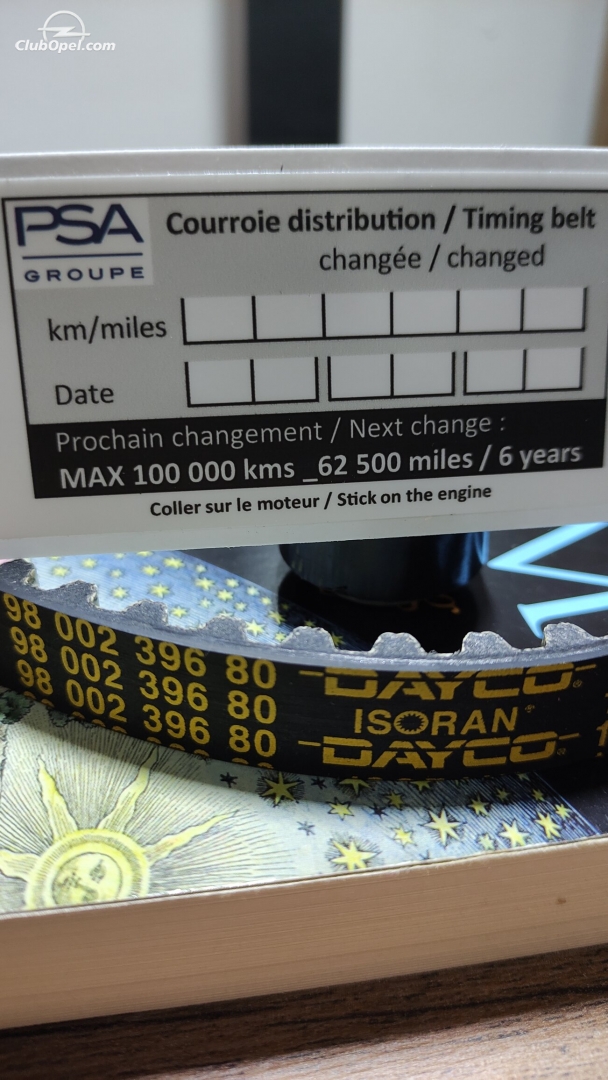 ClubOpel.com
PSA
GROUPE
Courroie distribution / Timing belt
changée / changed
km/miles
Date
Prochain changement / Next change :
MAX 100 000 kms _62 500 miles / 6 years
Coller sur le moteur / Stick on the engine
98 002 396 80
98 002 396 80
98 002 396 80
DAYCO
ISORAN
DAYCO